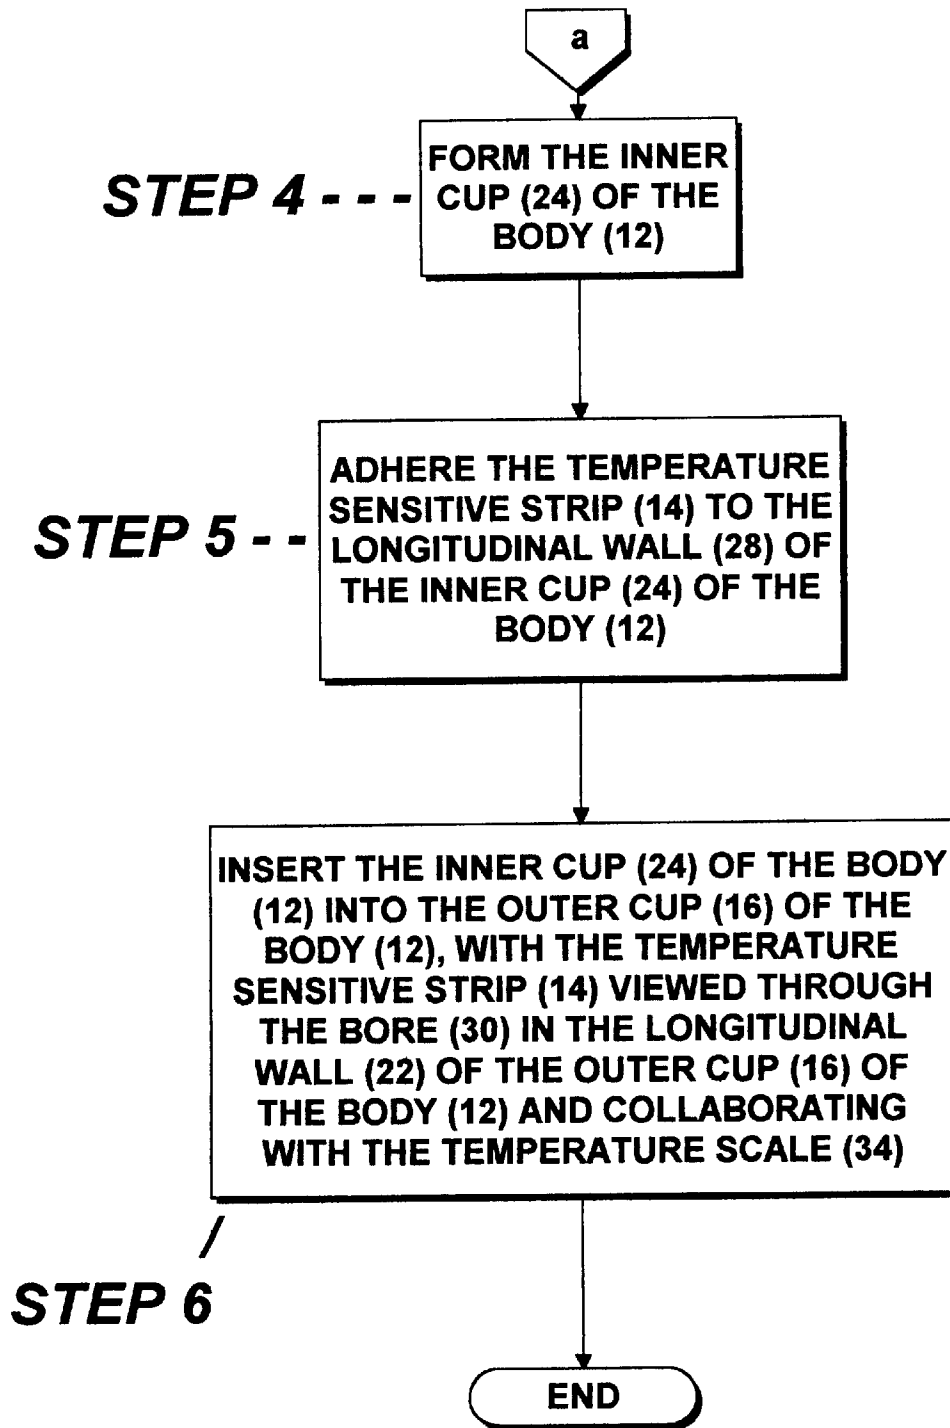 a
FORM THE INNER
CUP (24) OF THE
BODY (12)
STEP 4 - - -
ADHERE THE TEMPERATURE
SENSITIVE STRIP (14) TO THE
LONGITUDINAL WALL (28) OF
THE INNER CUP (24) OF THE
BODY (12)
STEP 5 - -
INSERT THE INNER CUP (24) OF THE BODY
(12) INTO THE OUTER CUP (16) OF THE
BODY (12), WITH THE TEMPERATURE
SENSITIVE STRIP (14) VIEWED THROUGH
THE BORE (30) IN THE LONGITUDINAL
WALL (22) OF THE OUTER CUP (16) OF
THE BODY (12) AND COLLABORATING
WITH THE TEMPERATURE SCALE (34)
STEP 6
END